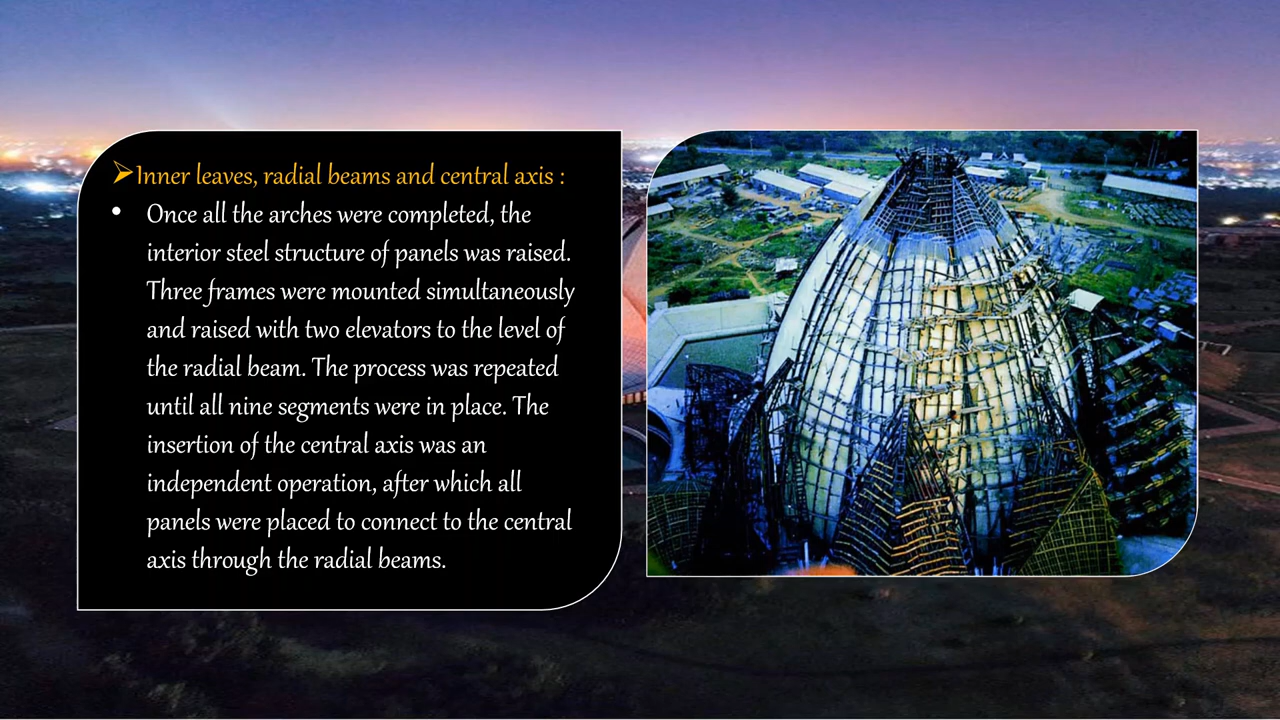 ➢Inner leaves, radial beams and central axis :
• Once all the arches were completed, the
interior steel structure of panels was raised.
Three frames were mounted simultaneously
and raised with two elevators to the level of
the radial beam. The process was repeated
until all nine segments were in place. The
insertion of the central axis was an
independent operation, after which all
panels were placed to connect to the central
axis through the radial beams.